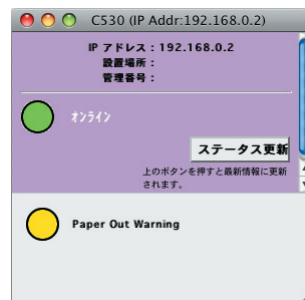 C530 (IP Addr:192.168.0.2)
IP アドレス : 192.168.0.2
設置場所 :
管理番号 :
オンライン
ステータス更新
上のボタンを押すと最新情報に更新
されます。
Paper Out Warning